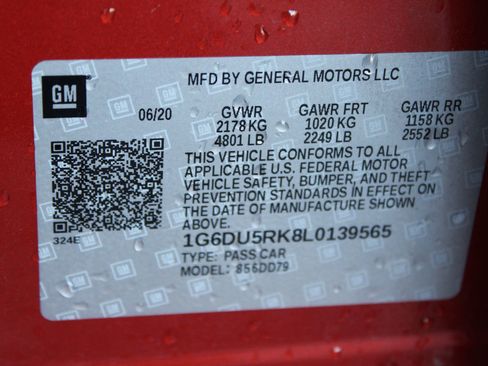 GM
MFD BY GENERAL MOTORS LLC
06/20 GVWR GAWR FRT GAWR RR
2178 KG 1020 KG 1158 KG
4801 LB 2249 LB 2552 LB
THIS VEHICLE CONFORMS TO ALL
APPLICABLE U.S. FEDERAL MOTOR
VEHICLE SAFETY, BUMPER, AND THEFT
PREVENTION STANDARDS IN EFFECT ON
THE DATE OF MANUFACTURE SHOWN
ABOVE.
324E
1G6DU5RK8L0139565
TYPE: PASS CAR
MODEL: 856DD79